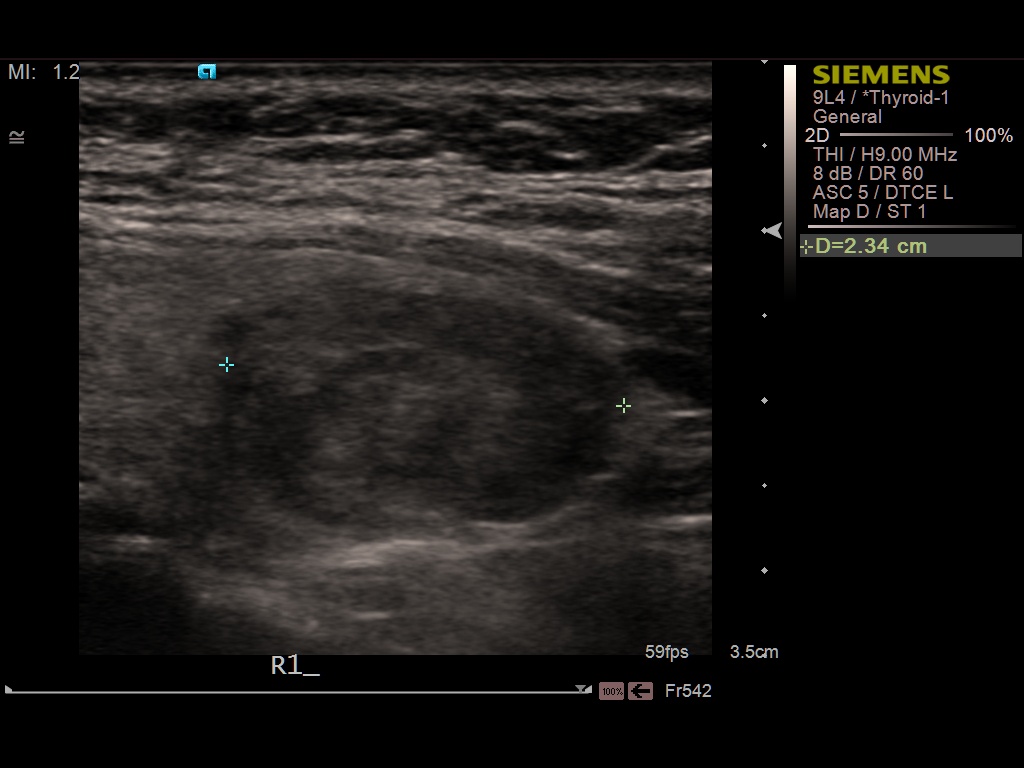 MI: 1.2
SIEMENS
9L4 / *Thyroid-1
General
2D 100%
THI / H9.00 MHz
8 dB / DR 60
ASC 5 / DTCE L
Map D / ST 1
D=2.34 cm
59fps 3.5cm
R1_
100% Fr542